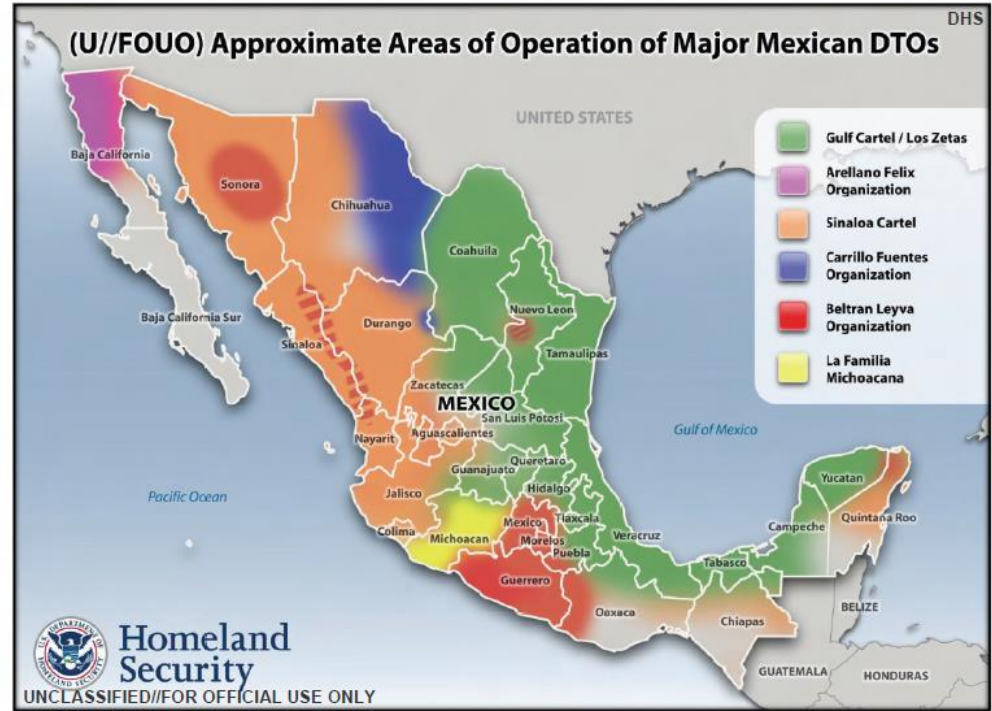 DHS
(U//FOUO) Approximate Areas of Operation of Major Mexican DTOs
UNITED STATES
Gulf Cartel / Los Zetas
Arellano Felix
Organization
Sinaloa Cartel
Carrillo Fuentes
Organization
Beltran Leyva
Organization
La Familia
Michoacana
Baja California
Sonora
Chihuahua
Coahuila
Baja California Sur
Sinaloa
Durango
Nuevo Leon
Tamaulipas
Zacatecas
MEXICO
San Luis Potosi
Nayarit
Aguascalientes
Gulf of Mexico
Guanajuato
Queretaro
Hidalgo
Yucatan
Pacific Ocean
Jalisco
Colima
Michoacan
Mexico
Tlaxcala
Morelos
Puebla
Veracruz
Campeche
Quintana Roo
Tabasco
Guerrero
Oaxaca
Chiapas
BELIZE
GUATEMALA
HONDURAS
U.S. DEPARTMENT OF
HOMELAND SECURITY
Homeland
Security
UNCLASSIFIED//FOR OFFICIAL USE ONLY